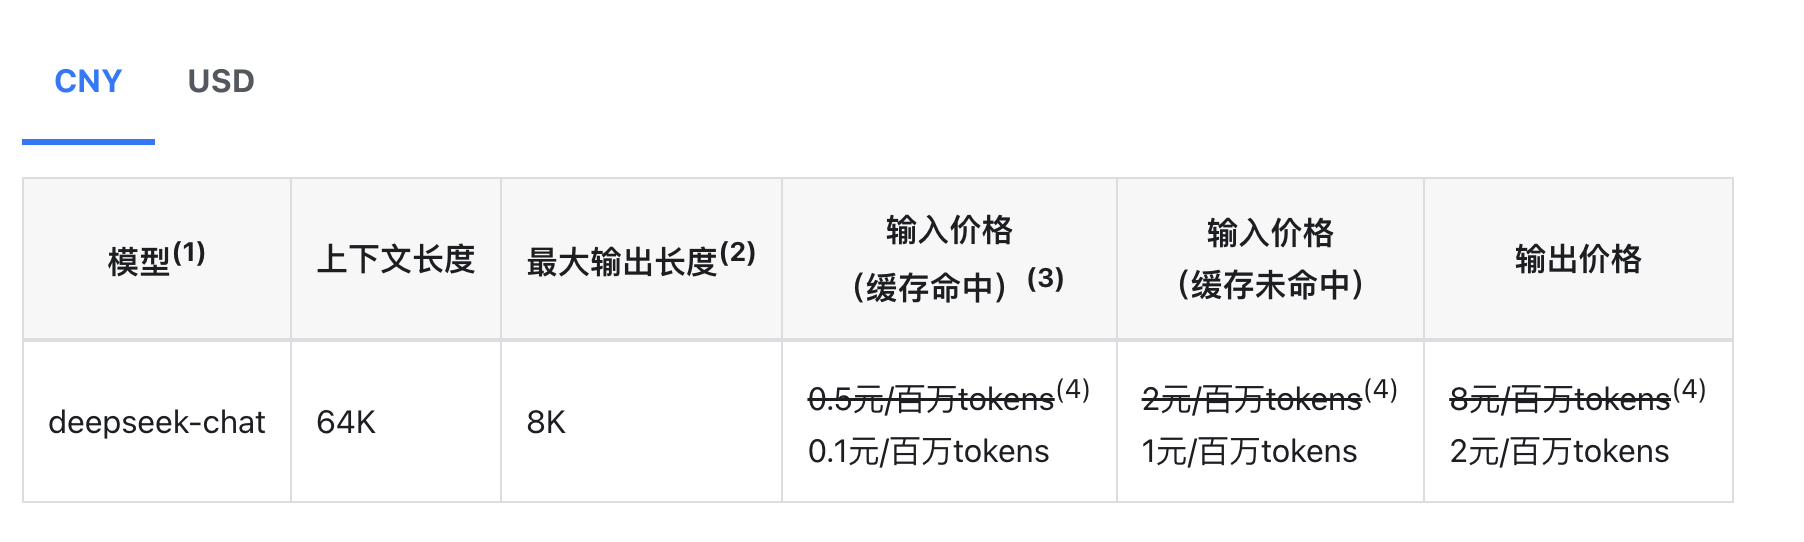 CNY USD
模型(1) 上下文长度 最大输出长度(2) 输入价格
（缓存命中）(3) 输入价格
（缓存未命中） 输出价格
deepseek-chat 64K 8K 0.5元/百万tokens(4)
0.1元/百万tokens 2元/百万tokens(4)
1元/百万tokens 8元/百万tokens(4)
2元/百万tokens